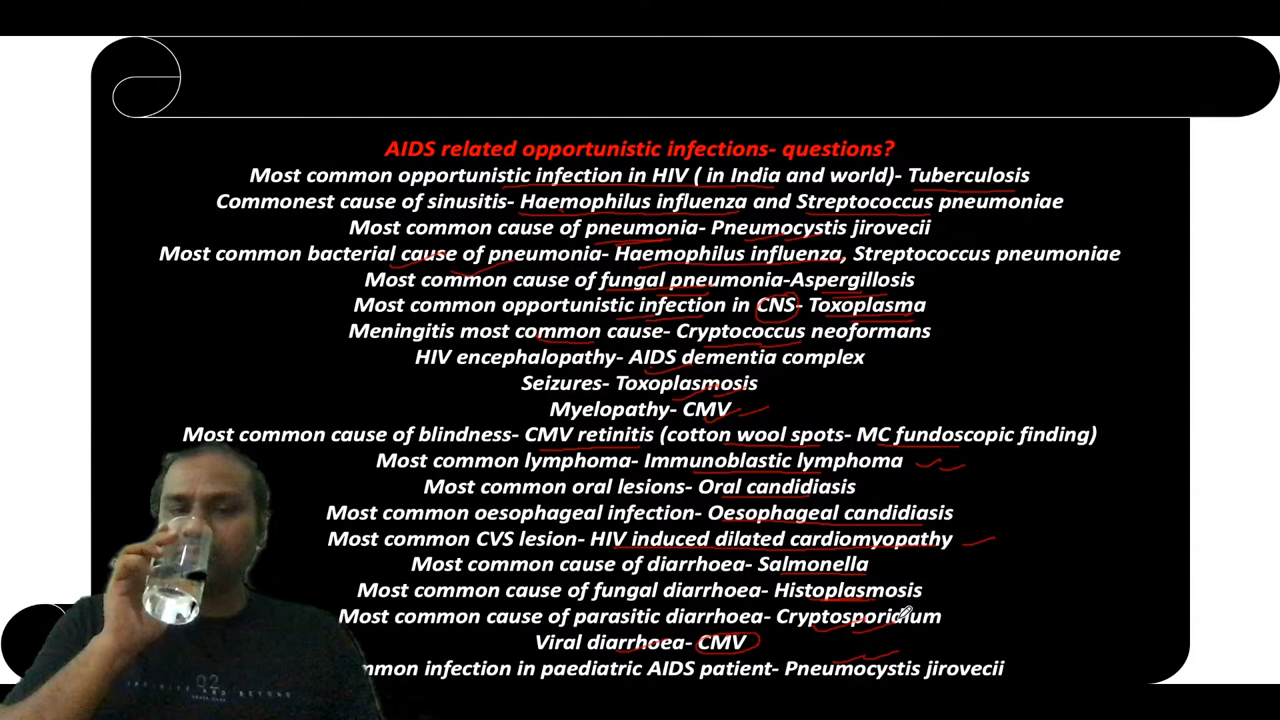 AIDS related opportunistic infections- questions?
Most common opportunistic infection in HIV ( in India and world)- Tuberculosis
Commonest cause of sinusitis- Haemophilus influenza and Streptococcus pneumoniae
Most common cause of pneumonia- Pneumocystis jirovecii
Most common bacterial cause of pneumonia- Haemophilus influenza, Streptococcus pneumoniae
Most common cause of fungal pneumonia-Aspergillosis
Most common opportunistic infection in CNS- Toxoplasma
Meningitis most common cause- Cryptococcus neoformans
HIV encephalopathy- AIDS dementia complex
Seizures- Toxoplasmosis
Myelopathy- CMV
Most common cause of blindness- CMV retinitis (cotton wool spots- MC fundoscopic finding)
Most common lymphoma- Immunoblastic lymphoma
Most common oral lesions- Oral candidiasis
Most common oesophageal infection- Oesophageal candidiasis
Most common CVS lesion- HIV induced dilated cardiomyopathy
Most common cause of diarrhoea- Salmonella
Most common cause of fungal diarrhoea- Histoplasmosis
Most common cause of parasitic diarrhoea- Cryptosporidium
Viral diarrhoea- CMV
infection in paediatric AIDS patient- Pneumocystis jirovecii
02
AND BEYOND